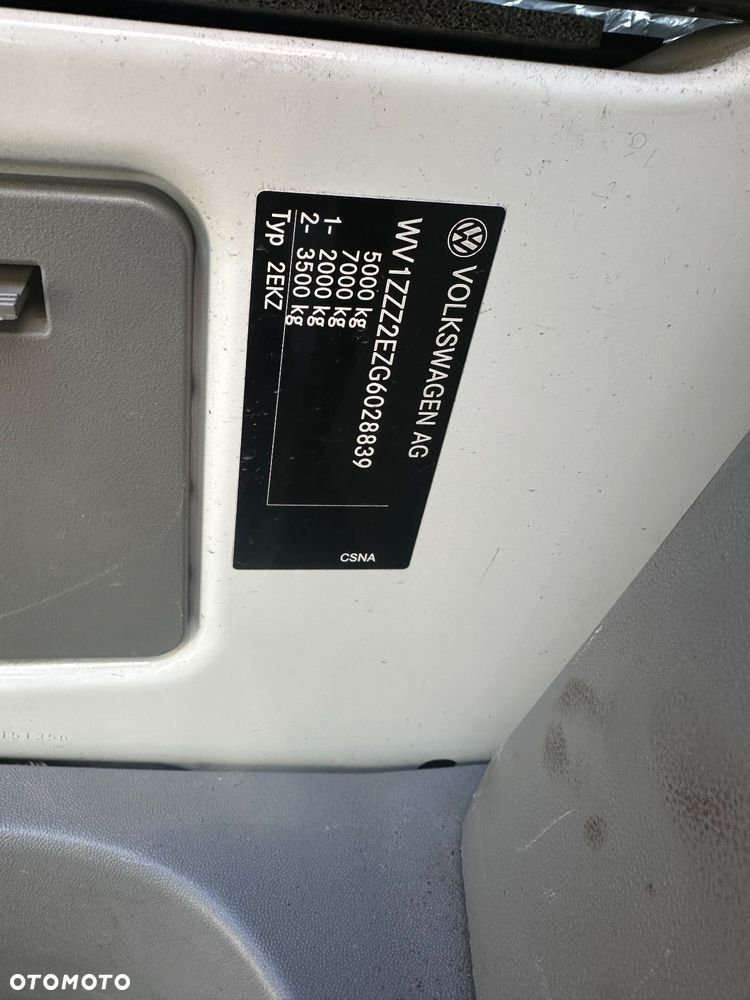 VOLKSWAGEN AG
WV1ZZZ2EZG6028839
5000 kg
7000 kg
1- 2000 kg
2- 3500 kg
Typ 2EKZ
CSNA
OTOMOTO